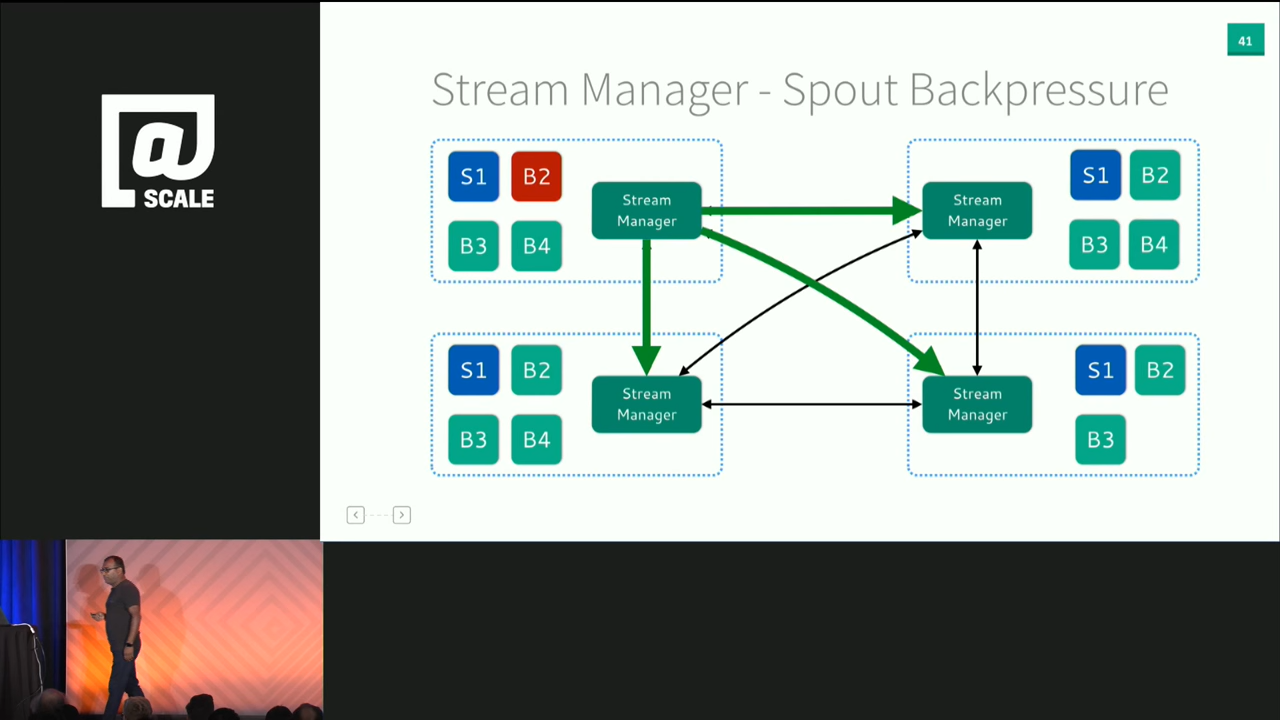 @
SCALE
41
Stream Manager - Spout Backpressure
S1 B2
B3 B4
Stream
Manager
Stream
Manager
S1 B2
B3 B4
S1 B2
B3 B4
Stream
Manager
Stream
Manager
S1 B2
B3